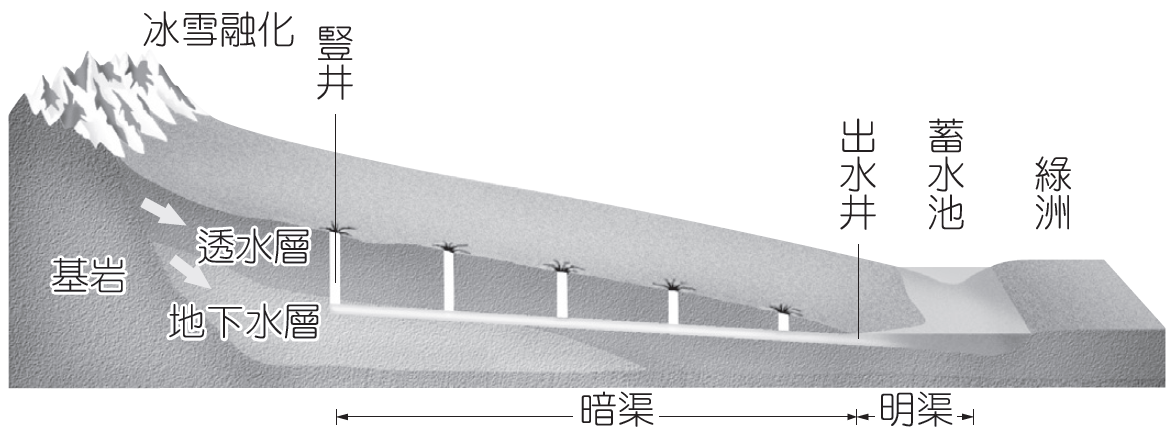 冰雪融化
豎井
出水井
蓄水池
綠洲
透水層
基岩
地下水層
暗渠
明渠